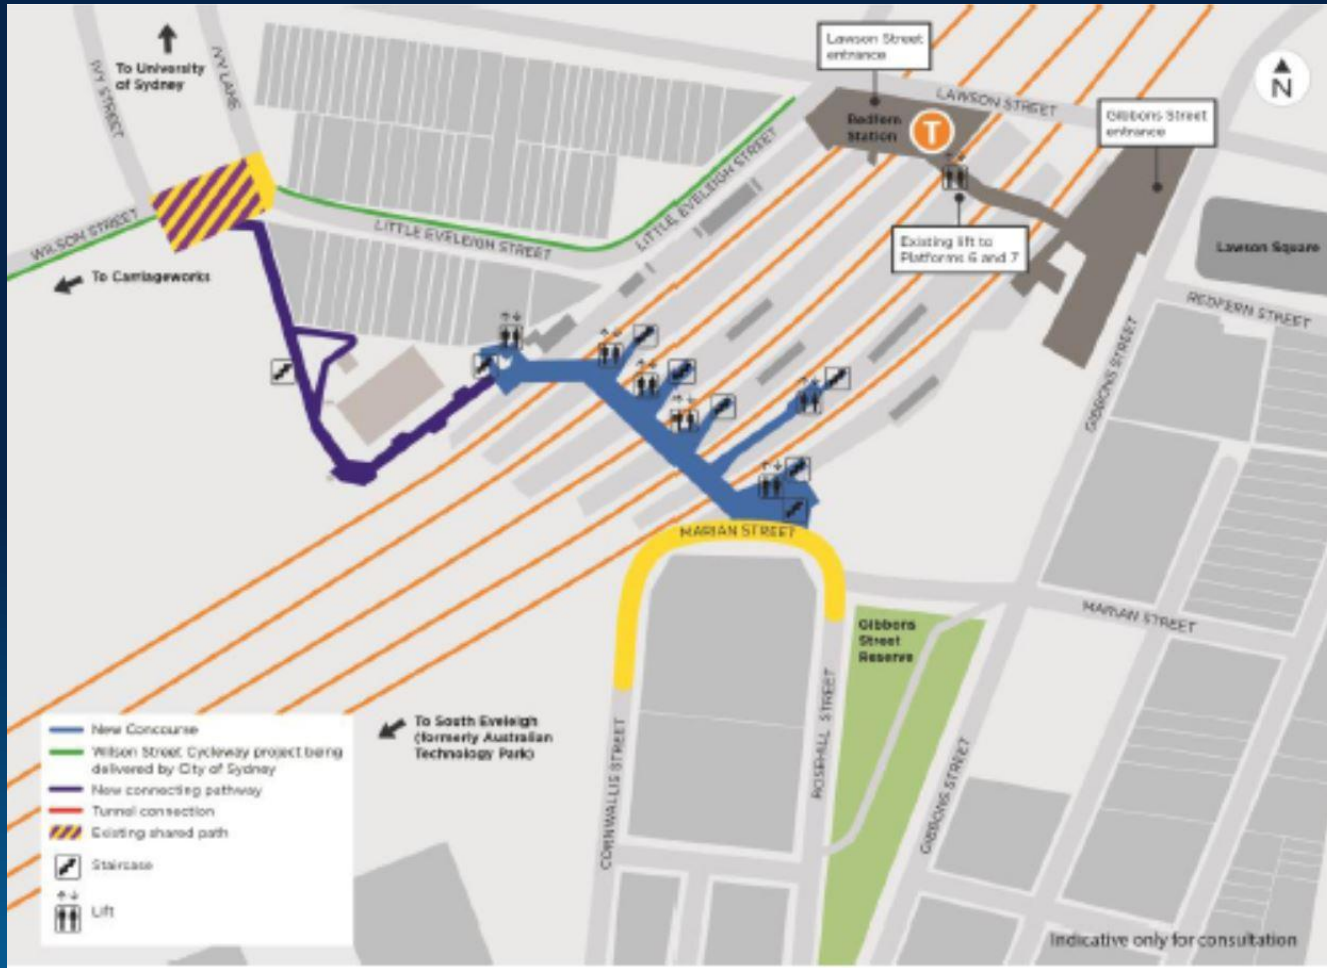 To University
of Sydney
IVY STREET
IVY LANE
Lawson Street
entrance
N
LAWSON STREET
Gibbons Street
entrance
Redfern
Station
T
LITTLE EVELEIGH STREET
WILSON STREET
LITTLE EVELEIGH STREET
Existing lift to
Platforms 6 and 7
Lawson Square
To Carriageworks
REDFERN STREET
GIBBONS STREET
MARIAN STREET
MARIAN STREET
Gibbons
Street
Reserve
To South Eveleigh
(formerly Australian
Technology Park)
CORNWALLIS STREET
ROSEHILL STREET
GIBBONS STREET
New Concourse
Wilson Street Cycleway project being
delivered by City of Sydney
New connecting pathway
Tunnel connection
Existing shared path
Staircase
Lift
Indicative only for consultation